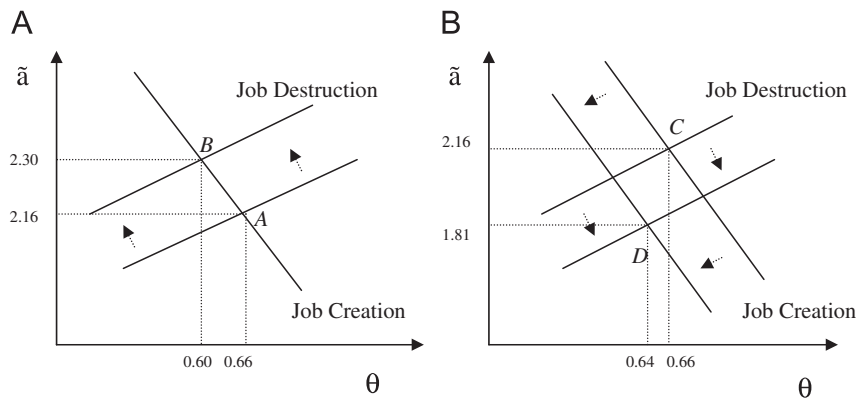 A
ã
Job Destruction
B
2.30
2.16
A
Job Creation
0.60
0.66
θ
B
ã
Job Destruction
C
2.16
1.81
D
Job Creation
0.64
0.66
θ